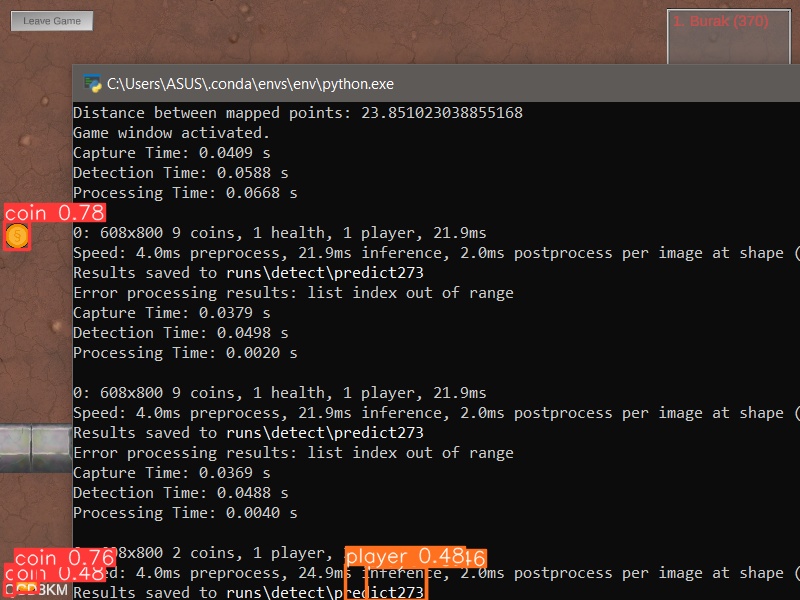 Leave Game
1. Burak (370)
C:\Users\ASUS\.conda\envs\env\python.exe
Distance between mapped points: 23.851023038855168
Game window activated.
Capture Time: 0.0409 s
Detection Time: 0.0588 s
Processing Time: 0.0668 s
coin 0.78
0: 608x800 9 coins, 1 health, 1 player, 21.9ms
Speed: 4.0ms preprocess, 21.9ms inference, 2.0ms postprocess per image at shape (
Results saved to runs\detect\predict273
Error processing results: list index out of range
Capture Time: 0.0379 s
Detection Time: 0.0498 s
Processing Time: 0.0020 s
0: 608x800 9 coins, 1 health, 1 player, 21.9ms
Speed: 4.0ms preprocess, 21.9ms inference, 2.0ms postprocess per image at shape (
Results saved to runs\detect\predict273
Error processing results: list index out of range
Capture Time: 0.0369 s
Detection Time: 0.0488 s
Processing Time: 0.0040 s
coin 0.76
8x800 2 coins, 1 player,
player 0.48
coin 0.48
d: 4.0ms preprocess, 24.9ms inference, 2.0ms postprocess per image at shape (
Results saved to runs\detect\predict273